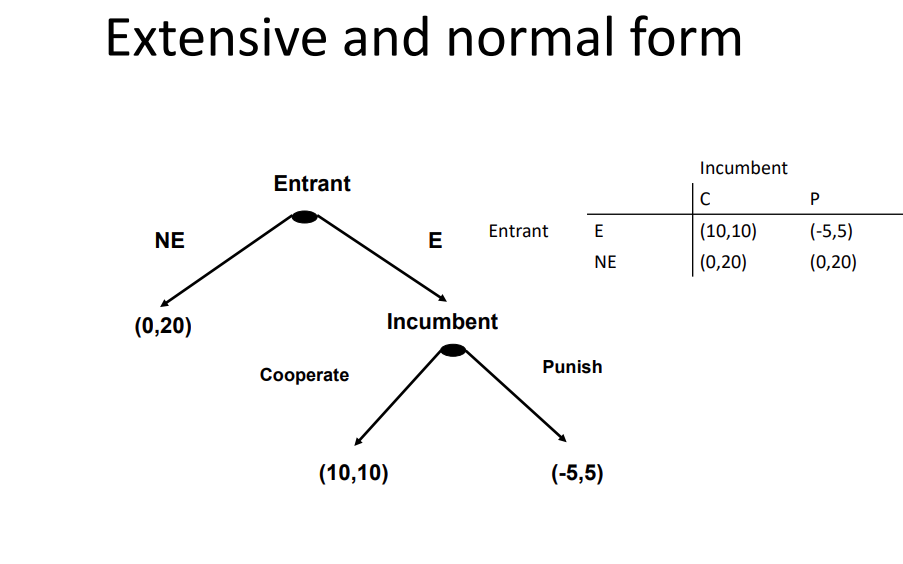 Extensive and normal form
Entrant
NE
E
(0,20)
Incumbent
Cooperate
Punish
(10,10)
(-5,5)
Incumbent
C P
Entrant E (10,10) (-5,5)
NE (0,20) (0,20)